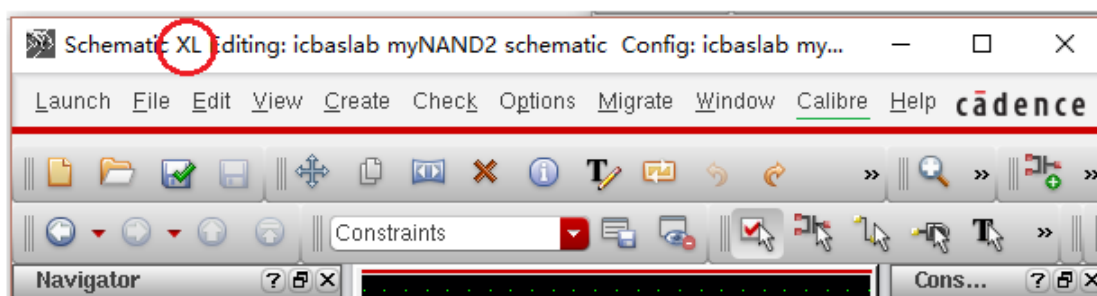 Schematic XL Editing: icbaslab myNAND2 schematic Config: icbaslab my...
Launch File Edit View Create Check Options Migrate Window Calibre Help cādence
»
»
»
Constraints
»
Navigator
Cons...